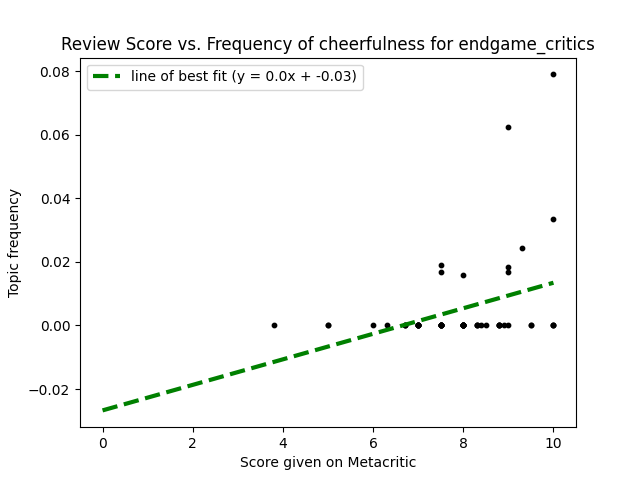 Review Score vs. Frequency of cheerfulness for endgame_critics
line of best fit (y = 0.0x + -0.03)
0.08
0.06
0.04
0.02
0.00
−0.02
Topic frequency
0 2 4 6 8 10
Score given on Metacritic